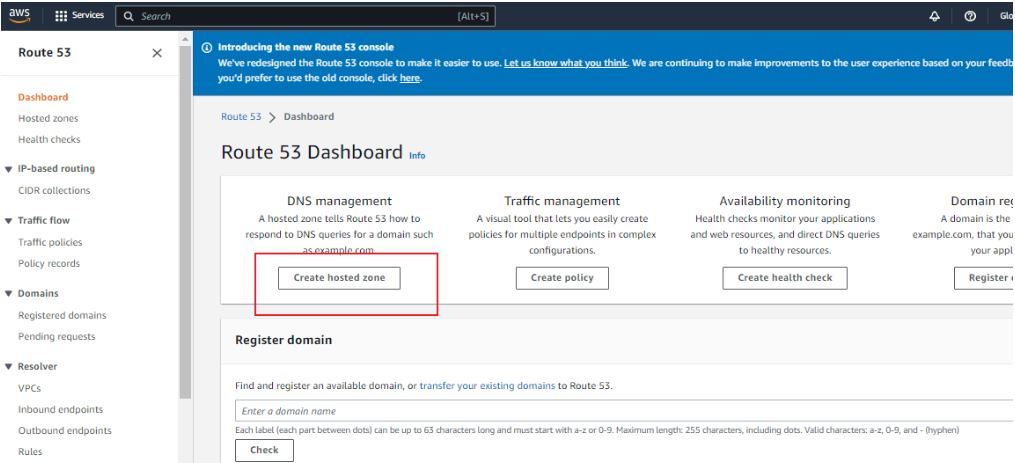 aws
Services
Search
[Alt+S]
Glo
Route 53
Dashboard
Hosted zones
Health checks
IP-based routing
CIDR collections
Traffic flow
Traffic policies
Policy records
Domains
Registered domains
Pending requests
Resolver
VPCs
Inbound endpoints
Outbound endpoints
Rules
Introducing the new Route 53 console
We've redesigned the Route 53 console to make it easier to use. Let us know what you think. We are continuing to make improvements to the user experience based on your feedb
you'd prefer to use the old console, click here.
Route 53 > Dashboard
Route 53 Dashboard Info
DNS management
A hosted zone tells Route 53 how to
respond to DNS queries for a domain such
as example.com.
Create hosted zone
Traffic management
A visual tool that lets you easily create
policies for multiple endpoints in complex
configurations.
Create policy
Availability monitoring
Health checks monitor your applications
and web resources, and direct DNS queries
to healthy resources.
Create health check
Domain reg
A domain is the
example.com, that you
your appl
Register
Register domain
Find and register an available domain, or transfer your existing domains to Route 53.
Enter a domain name
Each label (each part between dots) can be up to 63 characters long and must start with a-z or 0-9. Maximum length: 255 characters, including dots. Valid characters: a-z, 0-9, and - (hyphen)
Check